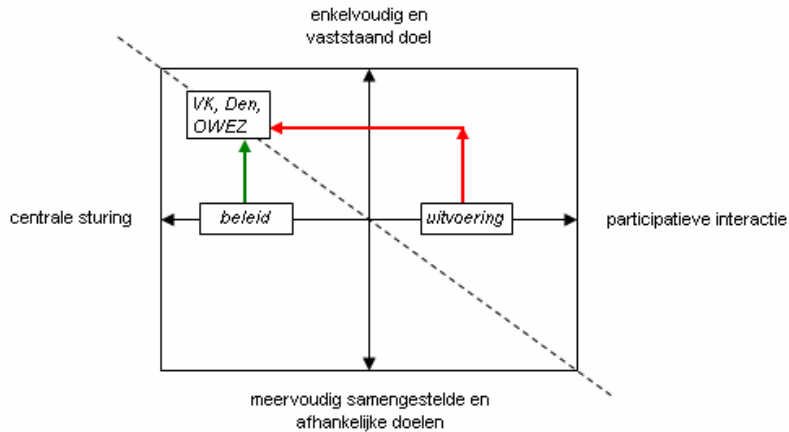 enkelvoudig en
vaststaand doel
VK, Den,
OWEZ
centrale sturing
beleid
uitvoering
participatieve interactie
meervoudig samengestelde en
afhankelijke doelen